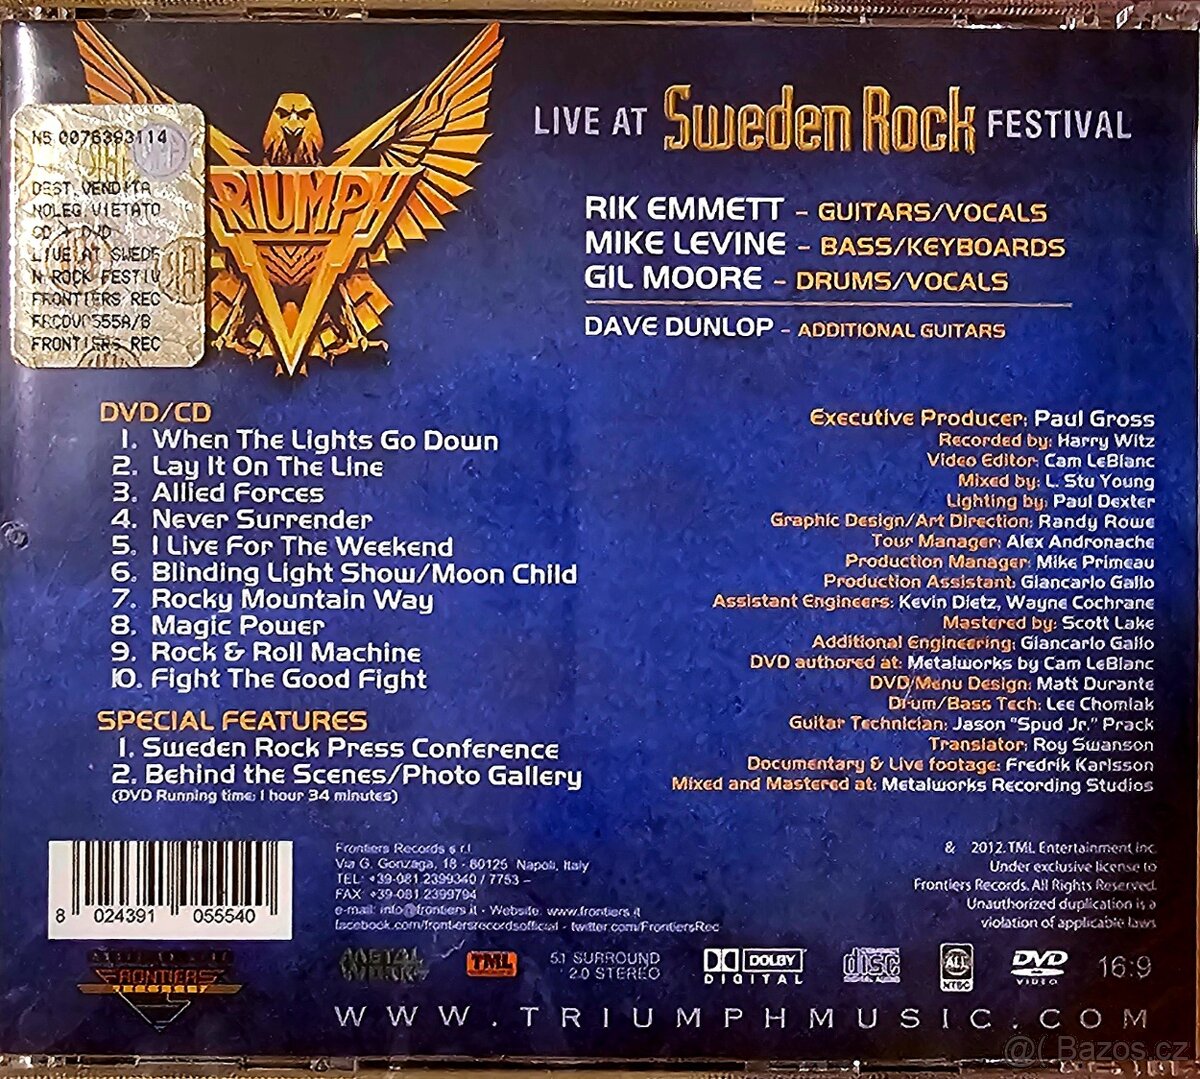 N5 0076393114
DEST.VENDITA
NOLEG.VIETATO
CD + DVD
LIVE AT SWEDE
N ROCK FESTIV
FRONTIERS REC
FRONTIERS REC
RIUMPH
LIVE AT Sweden Rock FESTIVAL
RIK EMMETT - GUITARS/VOCALS
MIKE LEVINE - BASS/KEYBOARDS
GIL MOORE - DRUMS/VOCALS
DAVE DUNLOP - ADDITIONAL GUITARS
DVD/CD
1. When The Lights Go Down
2. Lay It On The Line
3. Allied Forces
4. Never Surrender
5. I Live For The Weekend
6. Blinding Light Show/Moon Child
7. Rocky Mountain Way
8. Magic Power
9. Rock & Roll Machine
10. Fight The Good Fight
SPECIAL FEATURES
1. Sweden Rock Press Conference
2. Behind the Scenes/Photo Gallery
(DVD Running time: 1 hour 34 minutes)
Executive Producer: Paul Gross
Recorded by: Harry Witz
Video Editor: Cam LeBlanc
Mixed by: L. Stu Young
Lighting by: Paul Dexter
Graphic Design/Art Direction: Randy Rowe
Tour Manager: Alex Andronache
Production Manager: Mike Primeau
Production Assistant: Giancarlo Gallo
Assistant Engineers: Kevin Dietz, Wayne Cochrane
Mastered by: Scott Lake
Additional Engineering: Giancarlo Gallo
DVD authored at: Metalworks by Cam LeBlanc
DVD/Menu Design: Matt Durante
Drum/Bass Tech: Lee Chomiak
Guitar Technician: Jason "Spud Jr." Prack
Translator: Roy Swanson
Documentary & Live footage: Fredrik Karlsson
Mixed and Mastered at: Metalworks Recording Studios
8 024391 055540
Frontiers Records s.r.l.
Via G. Gonzaga, 18 - 80125 Napoli, Italy
TEL: +39-081.2399340 / 7753 -
FAX: +39-081.2399794
e-mail: info@frontiers.it - Website: www.frontiers.it
facebook.com/frontiersrecordsofficial - twitter.com/FrontiersRec
& 2012. TML Entertainment Inc.
Under exclusive license to
Frontiers Records. All Rights Reserved.
Unauthorized duplication is a
violation of applicable laws
FRONTIERS
RECORDS
METAL WORKS
TML
5.1 SURROUND
2.0 STEREO
DOLBY
DIGITAL
disc
ALL
NTSC
DVD
VIDEO
16:9
WWW.TRIUMPHMUSIC.COM
@( Bazos.cz